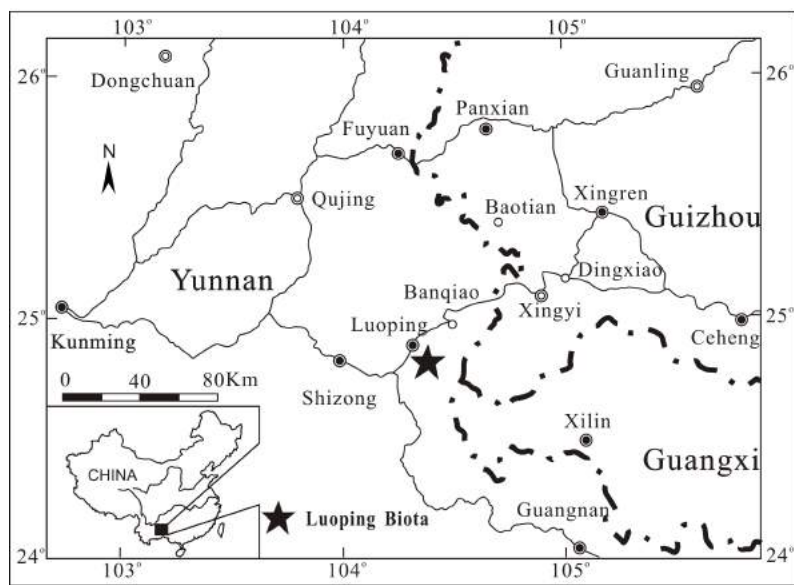 103°
104°
105°
26°
26°
Dongchuan
Guanling
Panxian
Fuyuan
N
Qujing
Xingren
Baotian
Guizhou
Yunnan
Dingxiao
Banqiao
Xingyi
25°
25°
Kunming
Luoping
Ceheng
0 40 80Km
Shizong
Xilin
CHINA
Guangxi
Luoping Biota
Guangnan
24°
24°
103°
104°
105°